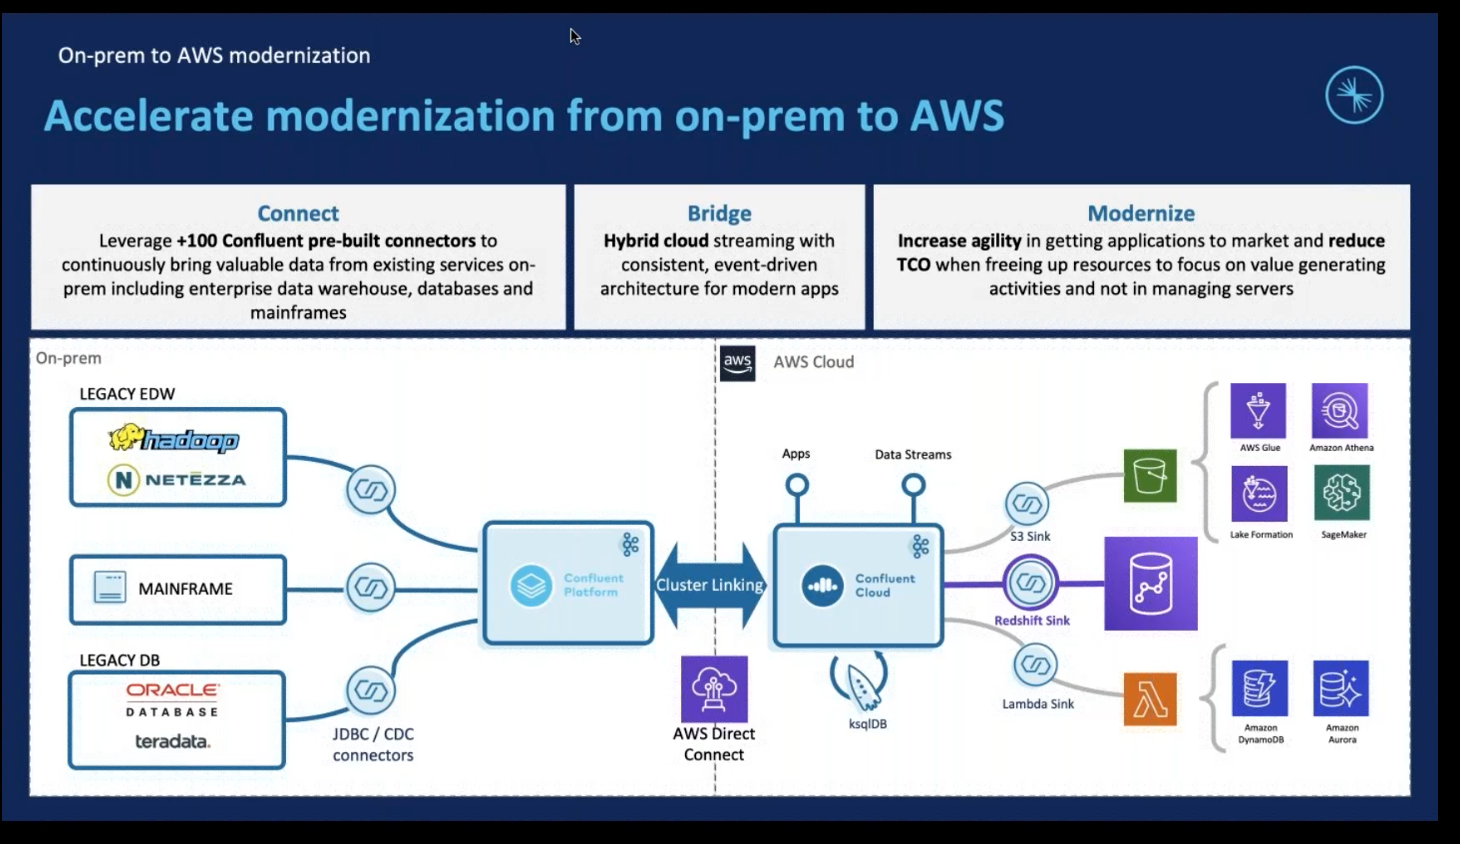 On-prem to AWS modernization
Accelerate modernization from on-prem to AWS
Connect
Leverage +100 Confluent pre-built connectors to
continuously bring valuable data from existing services on-
prem including enterprise data warehouse, databases and
mainframes
Bridge
Hybrid cloud streaming with
consistent, event-driven
architecture for modern apps
Modernize
Increase agility in getting applications to market and reduce
TCO when freeing up resources to focus on value generating
activities and not in managing servers
On-prem
aws
AWS Cloud
LEGACY EDW
hadoop
N NETEZZA
MAINFRAME
LEGACY DB
ORACLE
DATABASE
teradata.
JDBC / CDC
connectors
Confluent
Platform
Cluster Linking
AWS Direct
Connect
Apps
Data Streams
Confluent
Cloud
ksqlDB
S3 Sink
Redshift Sink
Lambda Sink
AWS Glue
Amazon Athena
Lake Formation
SageMaker
Amazon
DynamoDB
Amazon
Aurora